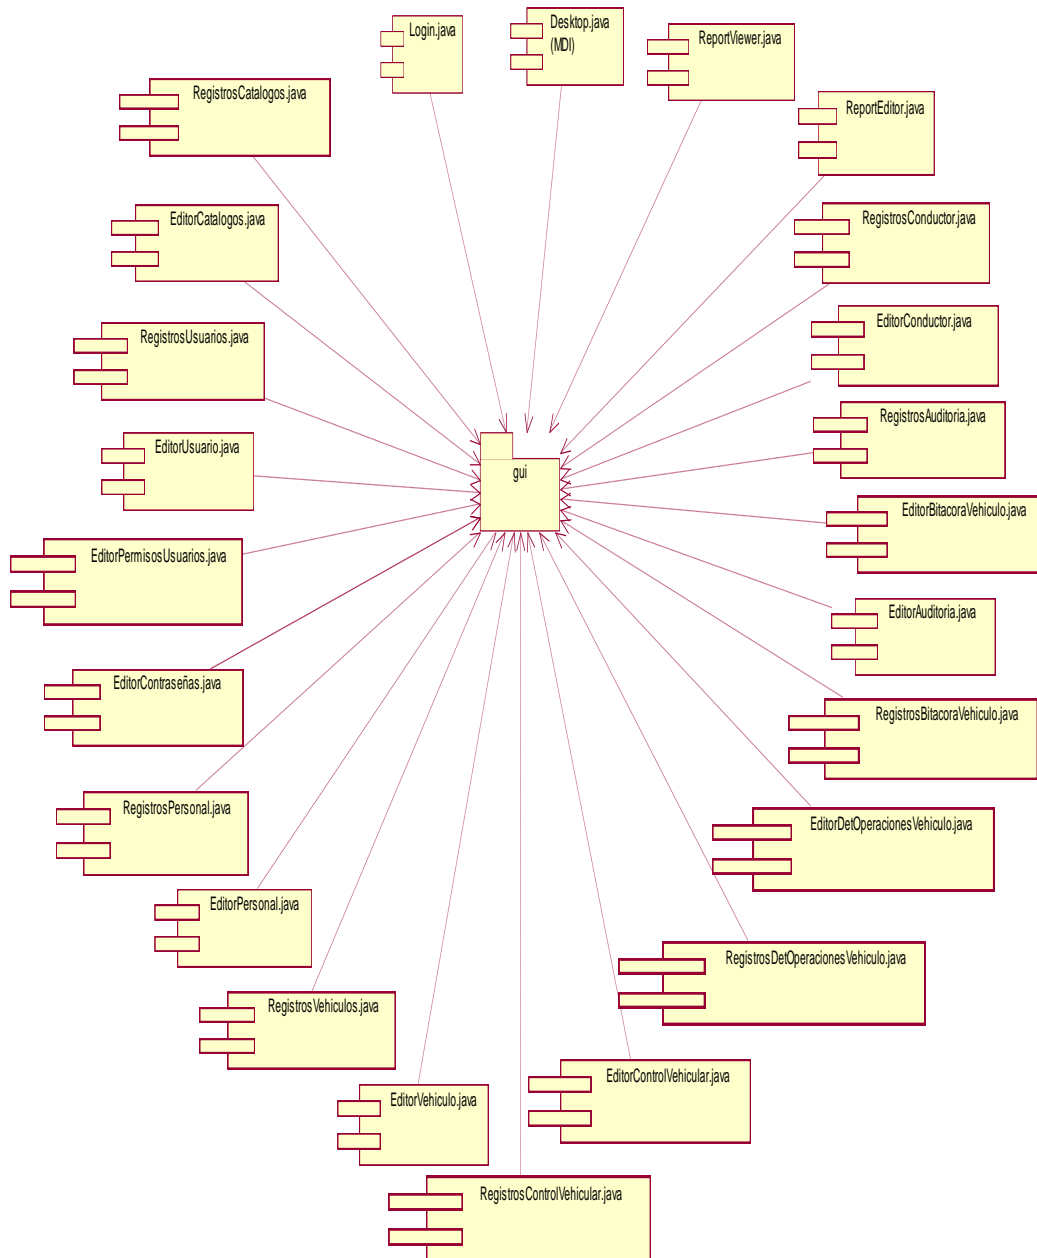 Login.java
Desktop.java
(MDI)
ReportViewer.java
RegistrosCatalogos.java
ReportEditor.java
EditorCatalogos.java
RegistrosConductor.java
RegistrosUsuarios.java
EditorConductor.java
RegistrosAuditoria.java
EditorUsuario.java
gui
EditorBitacoraVehiculo.java
EditorPermisosUsuarios.java
EditorAuditoria.java
EditorContraseñas.java
RegistrosBitacoraVehiculo.java
RegistrosPersonal.java
EditorDetOperacionesVehiculo.java
EditorPersonal.java
RegistrosDetOperacionesVehiculo.java
RegistrosVehiculos.java
EditorControlVehicular.java
EditorVehiculo.java
RegistrosControlVehicular.java